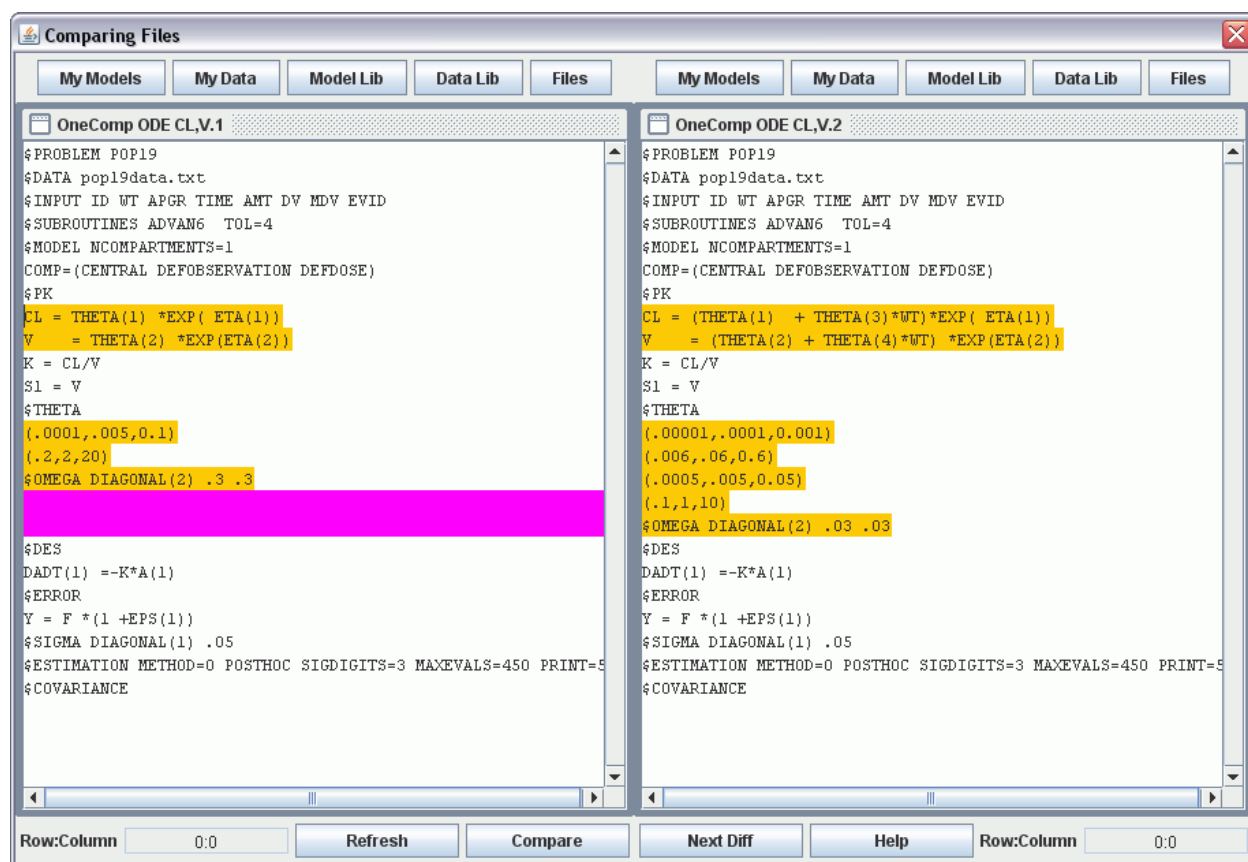 Comparing Files
My Models My Data Model Lib Data Lib Files My Models My Data Model Lib Data Lib Files
OneComp ODE CL,V.1
$PROBLEM POP19
$DATA pop19data.txt
$INPUT ID WT APGR TIME AMT DV MDV EVID
$SUBROUTINES ADVAN6  TOL=4
$MODEL NCOMPARTMENTS=1
COMP=(CENTRAL DEFOBSERVATION DEFDOSE)
$PK
CL = THETA(1) *EXP( ETA(1))
V    = THETA(2) *EXP(ETA(2))
K = CL/V
S1 = V
$THETA
(.0001,.005,0.1)
(.2,2,20)
$OMEGA DIAGONAL(2) .3 .3
$DES
DADT(1) =-K*A(1)
$ERROR
Y = F *(1 +EPS(1))
$SIGMA DIAGONAL(1) .05
$ESTIMATION METHOD=0 POSTHOC SIGDIGITS=3 MAXEVALS=450 PRINT=5
$COVARIANCE
OneComp ODE CL,V.2
$PROBLEM POP19
$DATA pop19data.txt
$INPUT ID WT APGR TIME AMT DV MDV EVID
$SUBROUTINES ADVAN6  TOL=4
$MODEL NCOMPARTMENTS=1
COMP=(CENTRAL DEFOBSERVATION DEFDOSE)
$PK
CL = (THETA(1)  + THETA(3)*WT)*EXP( ETA(1))
V    = (THETA(2) + THETA(4)*WT) *EXP(ETA(2))
K = CL/V
S1 = V
$THETA
(.00001,.0001,0.001)
(.006,.06,0.6)
(.0005,.005,0.05)
(.1,1,10)
$OMEGA DIAGONAL(2) .03 .03
$DES
DADT(1) =-K*A(1)
$ERROR
Y = F *(1 +EPS(1))
$SIGMA DIAGONAL(1) .05
$ESTIMATION METHOD=0 POSTHOC SIGDIGITS=3 MAXEVALS=450 PRINT=5
$COVARIANCE
Row:Column 0:0 Refresh Compare Next Diff Help Row:Column 0:0